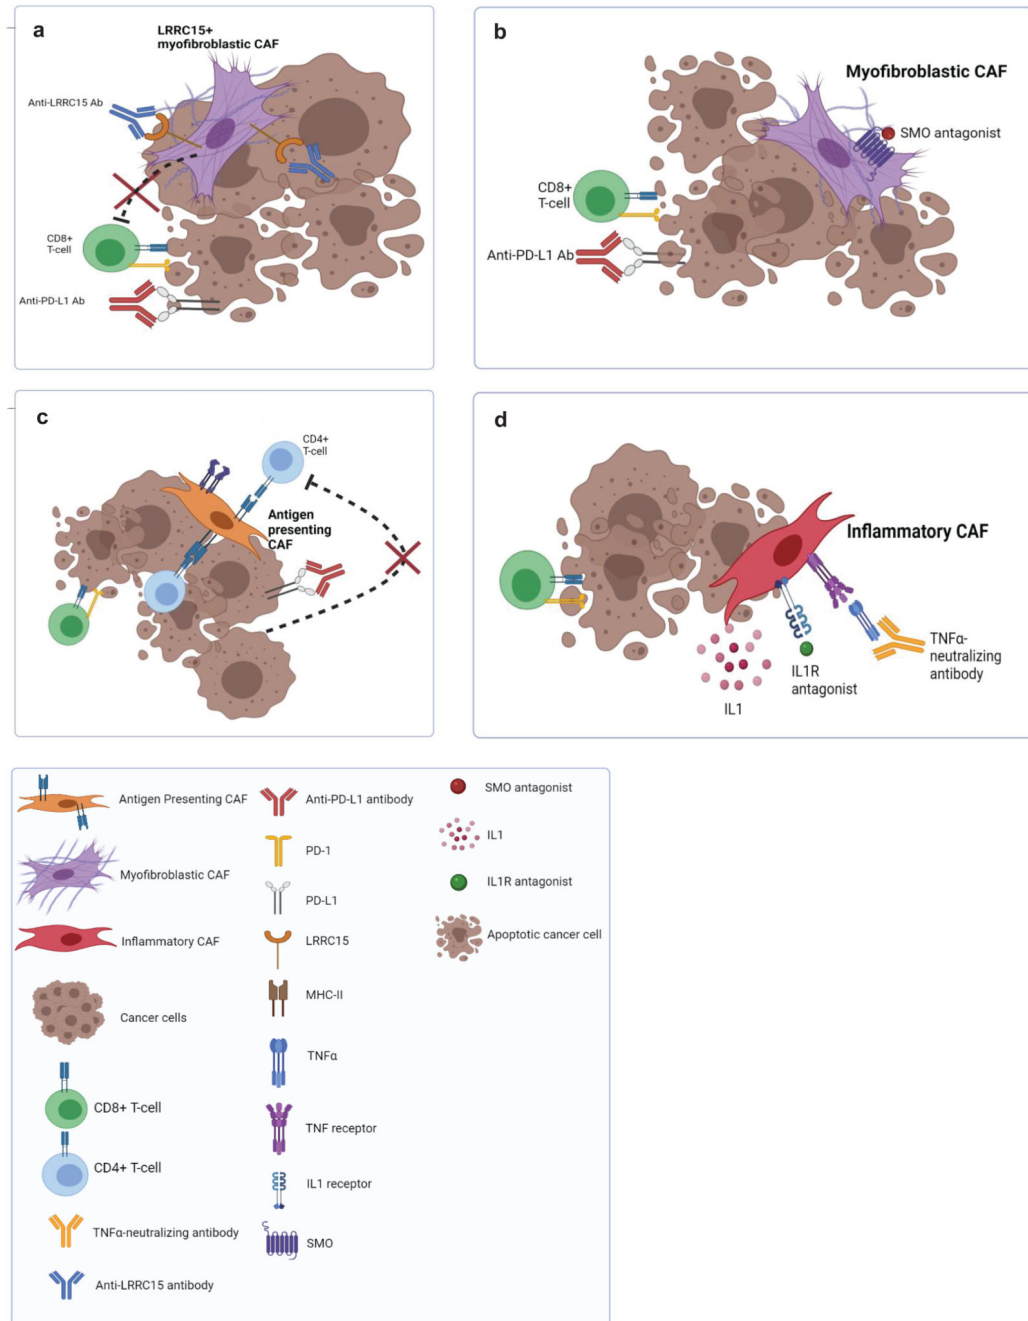 a
LRRC15+
myofibroblastic CAF
Anti-LRRC15 Ab
CD8+
T-cell
Anti-PD-L1 Ab
b
Myofibroblastic CAF
SMO antagonist
CD8+
T-cell
Anti-PD-L1 Ab
c
CD4+
T-cell
Antigen
presenting
CAF
d
Inflammatory CAF
TNFα-
neutralizing
antibody
IL1R
antagonist
IL1
Antigen Presenting CAF
Myofibroblastic CAF
Inflammatory CAF
Cancer cells
CD8+ T-cell
CD4+ T-cell
TNFα-neutralizing antibody
Anti-LRRC15 antibody
Anti-PD-L1 antibody
PD-1
PD-L1
LRRC15
MHC-II
TNFα
TNF receptor
IL1 receptor
SMO
SMO antagonist
IL1
IL1R antagonist
Apoptotic cancer cell